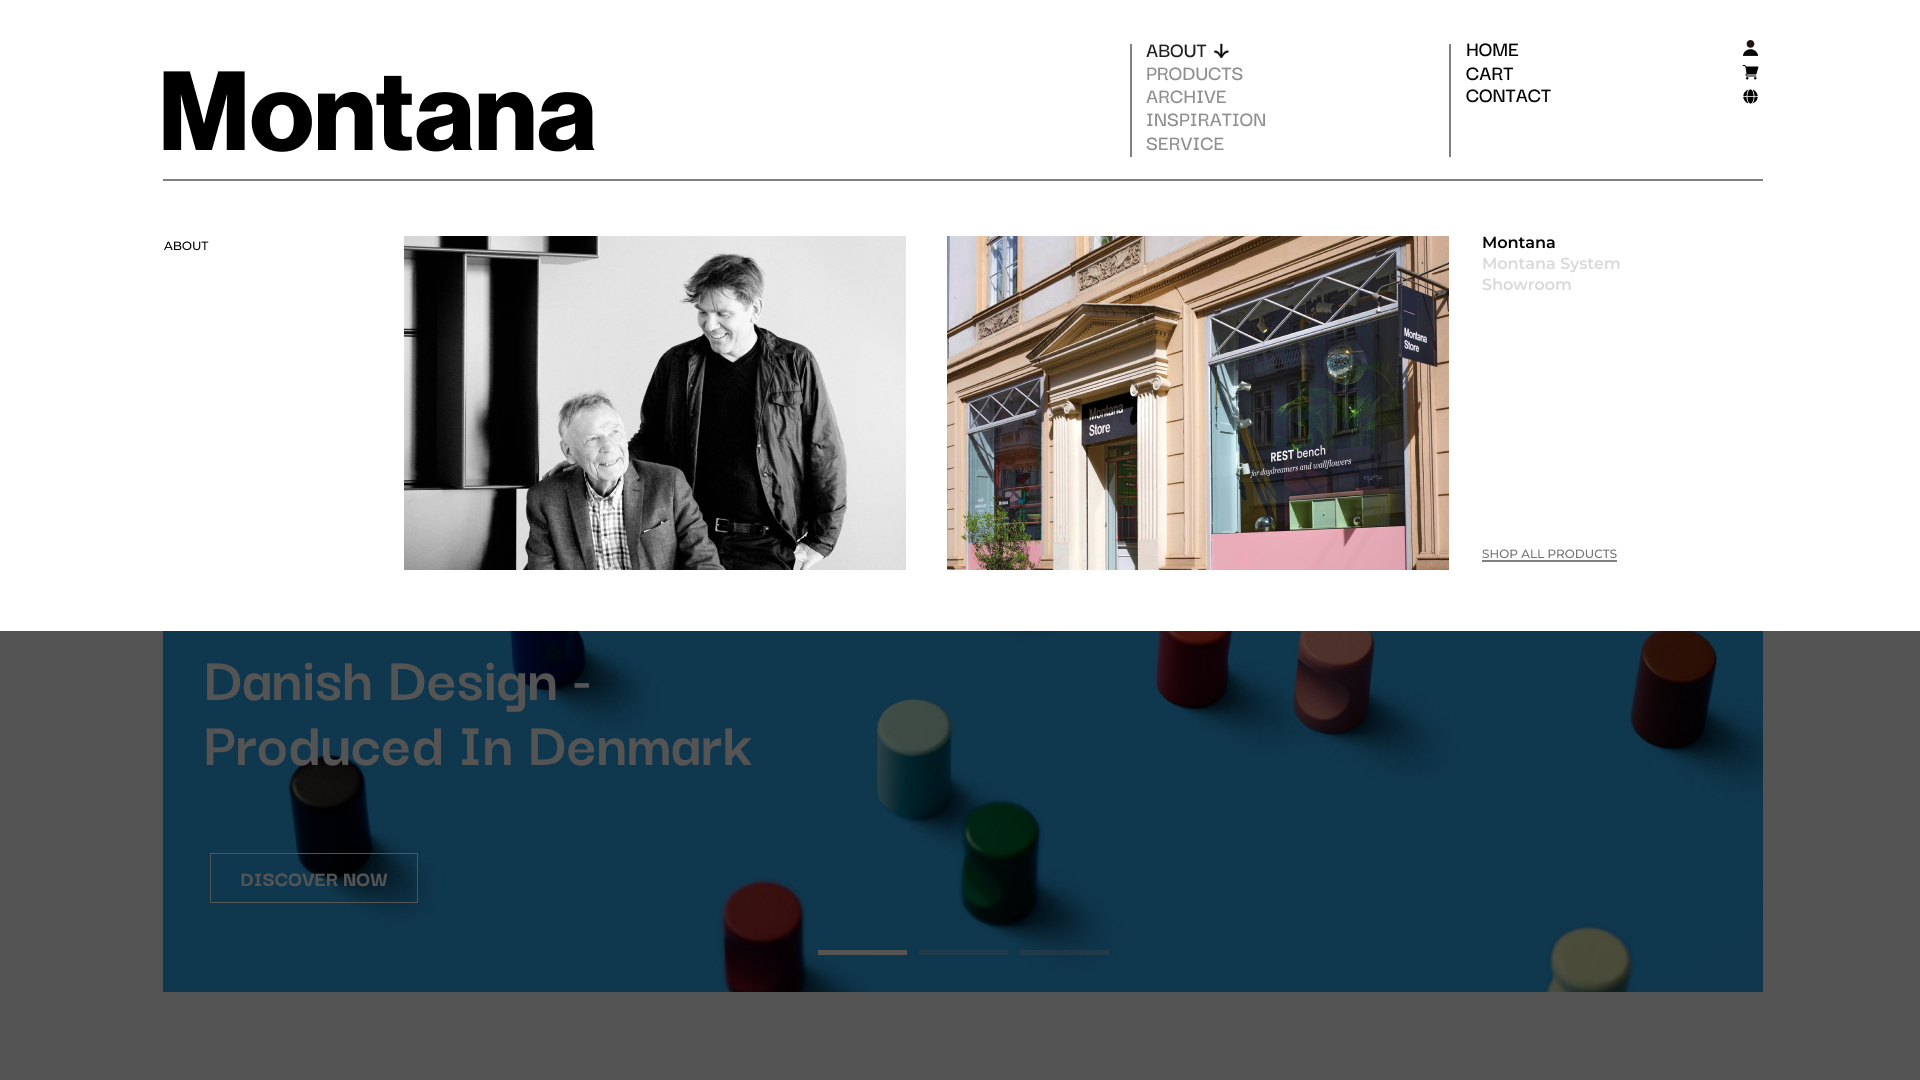 Montana
ABOUT
PRODUCTS
ARCHIVE
INSPIRATION
SERVICE
HOME
CART
CONTACT
ABOUT
Montana
Store
Montana
Store
REST bench
for daydreamers and wallflowers
Montana
Montana System
Showroom
SHOP ALL PRODUCTS
Danish Design -
Produced In Denmark
DISCOVER NOW